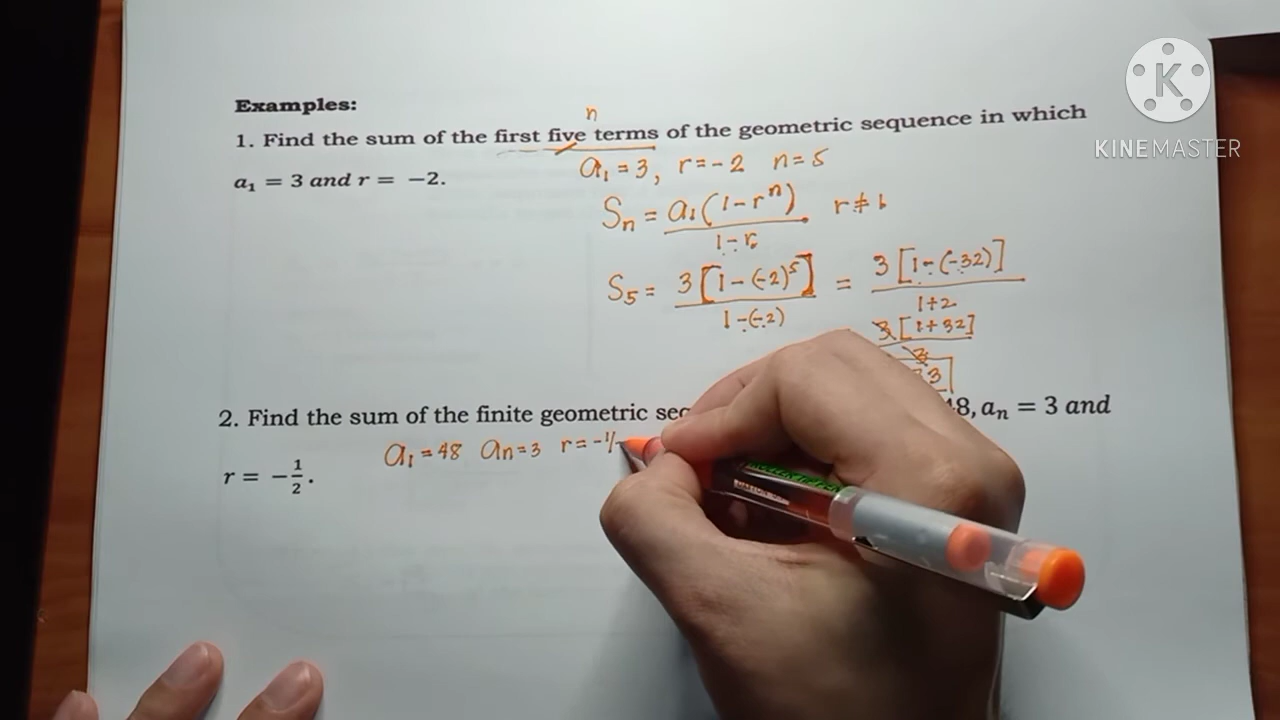 K
KINEMASTER
Examples:
n
1. Find the sum of the first five terms of the geometric sequence in which
a₁ = 3 and r = −2.
a₁ = 3, r = -2 n = 5
Sₙ = a₁(1-rⁿ) / 1-r r ≠ 1
S₅ = 3[1-(-2)⁵] / 1-(-2) = 3[1-(-32)] / 1+2
3[1+32] / 3
2. Find the sum of the finite geometric 8, aₙ = 3 and
a₁ = 48 aₙ = 3 r = -1/
r = −1/2.